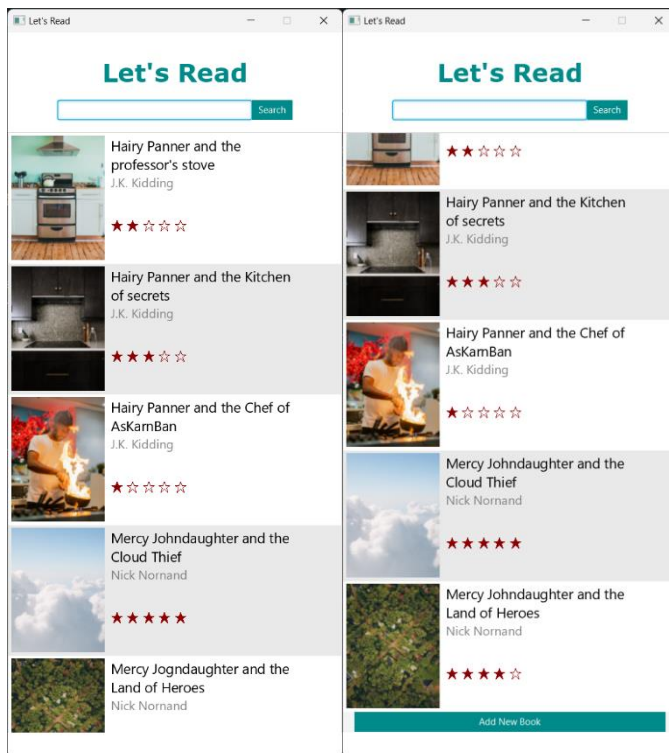 Let's Read
Let's Read
Search
Hairy Panner and the
professor's stove
J.K. Kidding
★★☆☆☆
Hairy Panner and the Kitchen
of secrets
J.K. Kidding
★★★☆☆
Hairy Panner and the Chef of
AsKarnBan
J.K. Kidding
★☆☆☆☆
Mercy Johndaughter and the
Cloud Thief
Nick Nornand
★★★★★
Mercy Jogndaughter and the
Land of Heroes
Nick Nornand
Let's Read
Let's Read
Search
★★☆☆☆
Hairy Panner and the Kitchen
of secrets
J.K. Kidding
★★★☆☆
Hairy Panner and the Chef of
AsKarnBan
J.K. Kidding
★☆☆☆☆
Mercy Johndaughter and the
Cloud Thief
Nick Nornand
★★★★★
Mercy Johndaughter and the
Land of Heroes
Nick Nornand
★★★★☆
Add New Book